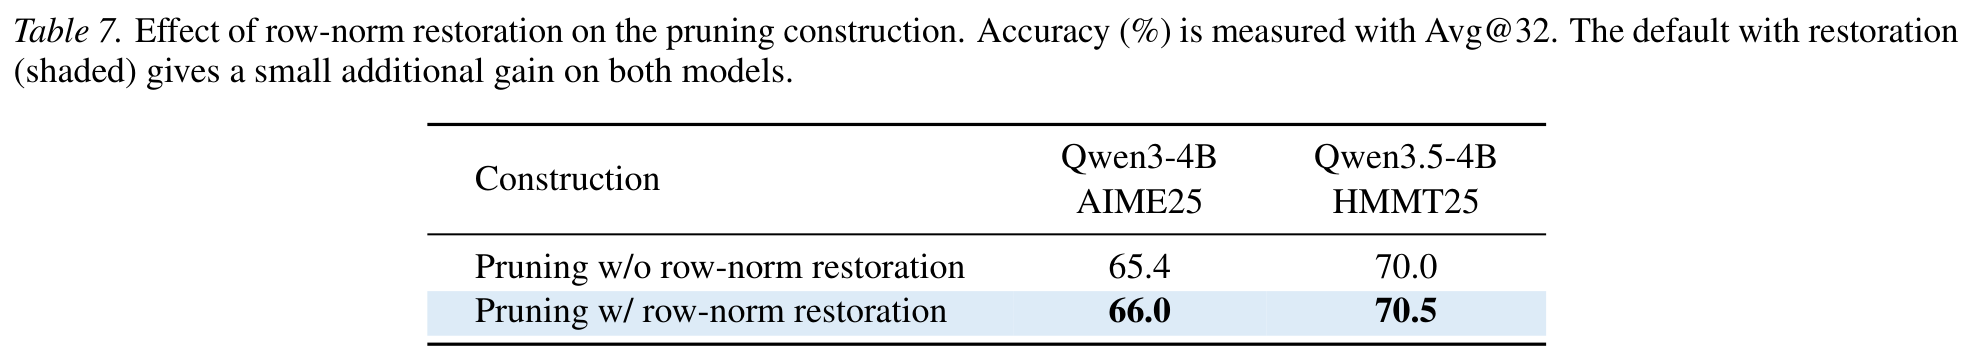 Table 7. Effect of row-norm restoration on the pruning construction. Accuracy (%) is measured with Avg@32. The default with restoration
(shaded) gives a small additional gain on both models.
Construction
Qwen3-4B Qwen3.5-4B
AIME25 HMMT25
Pruning w/o row-norm restoration 65.4 70.0
Pruning w/ row-norm restoration 66.0 70.5